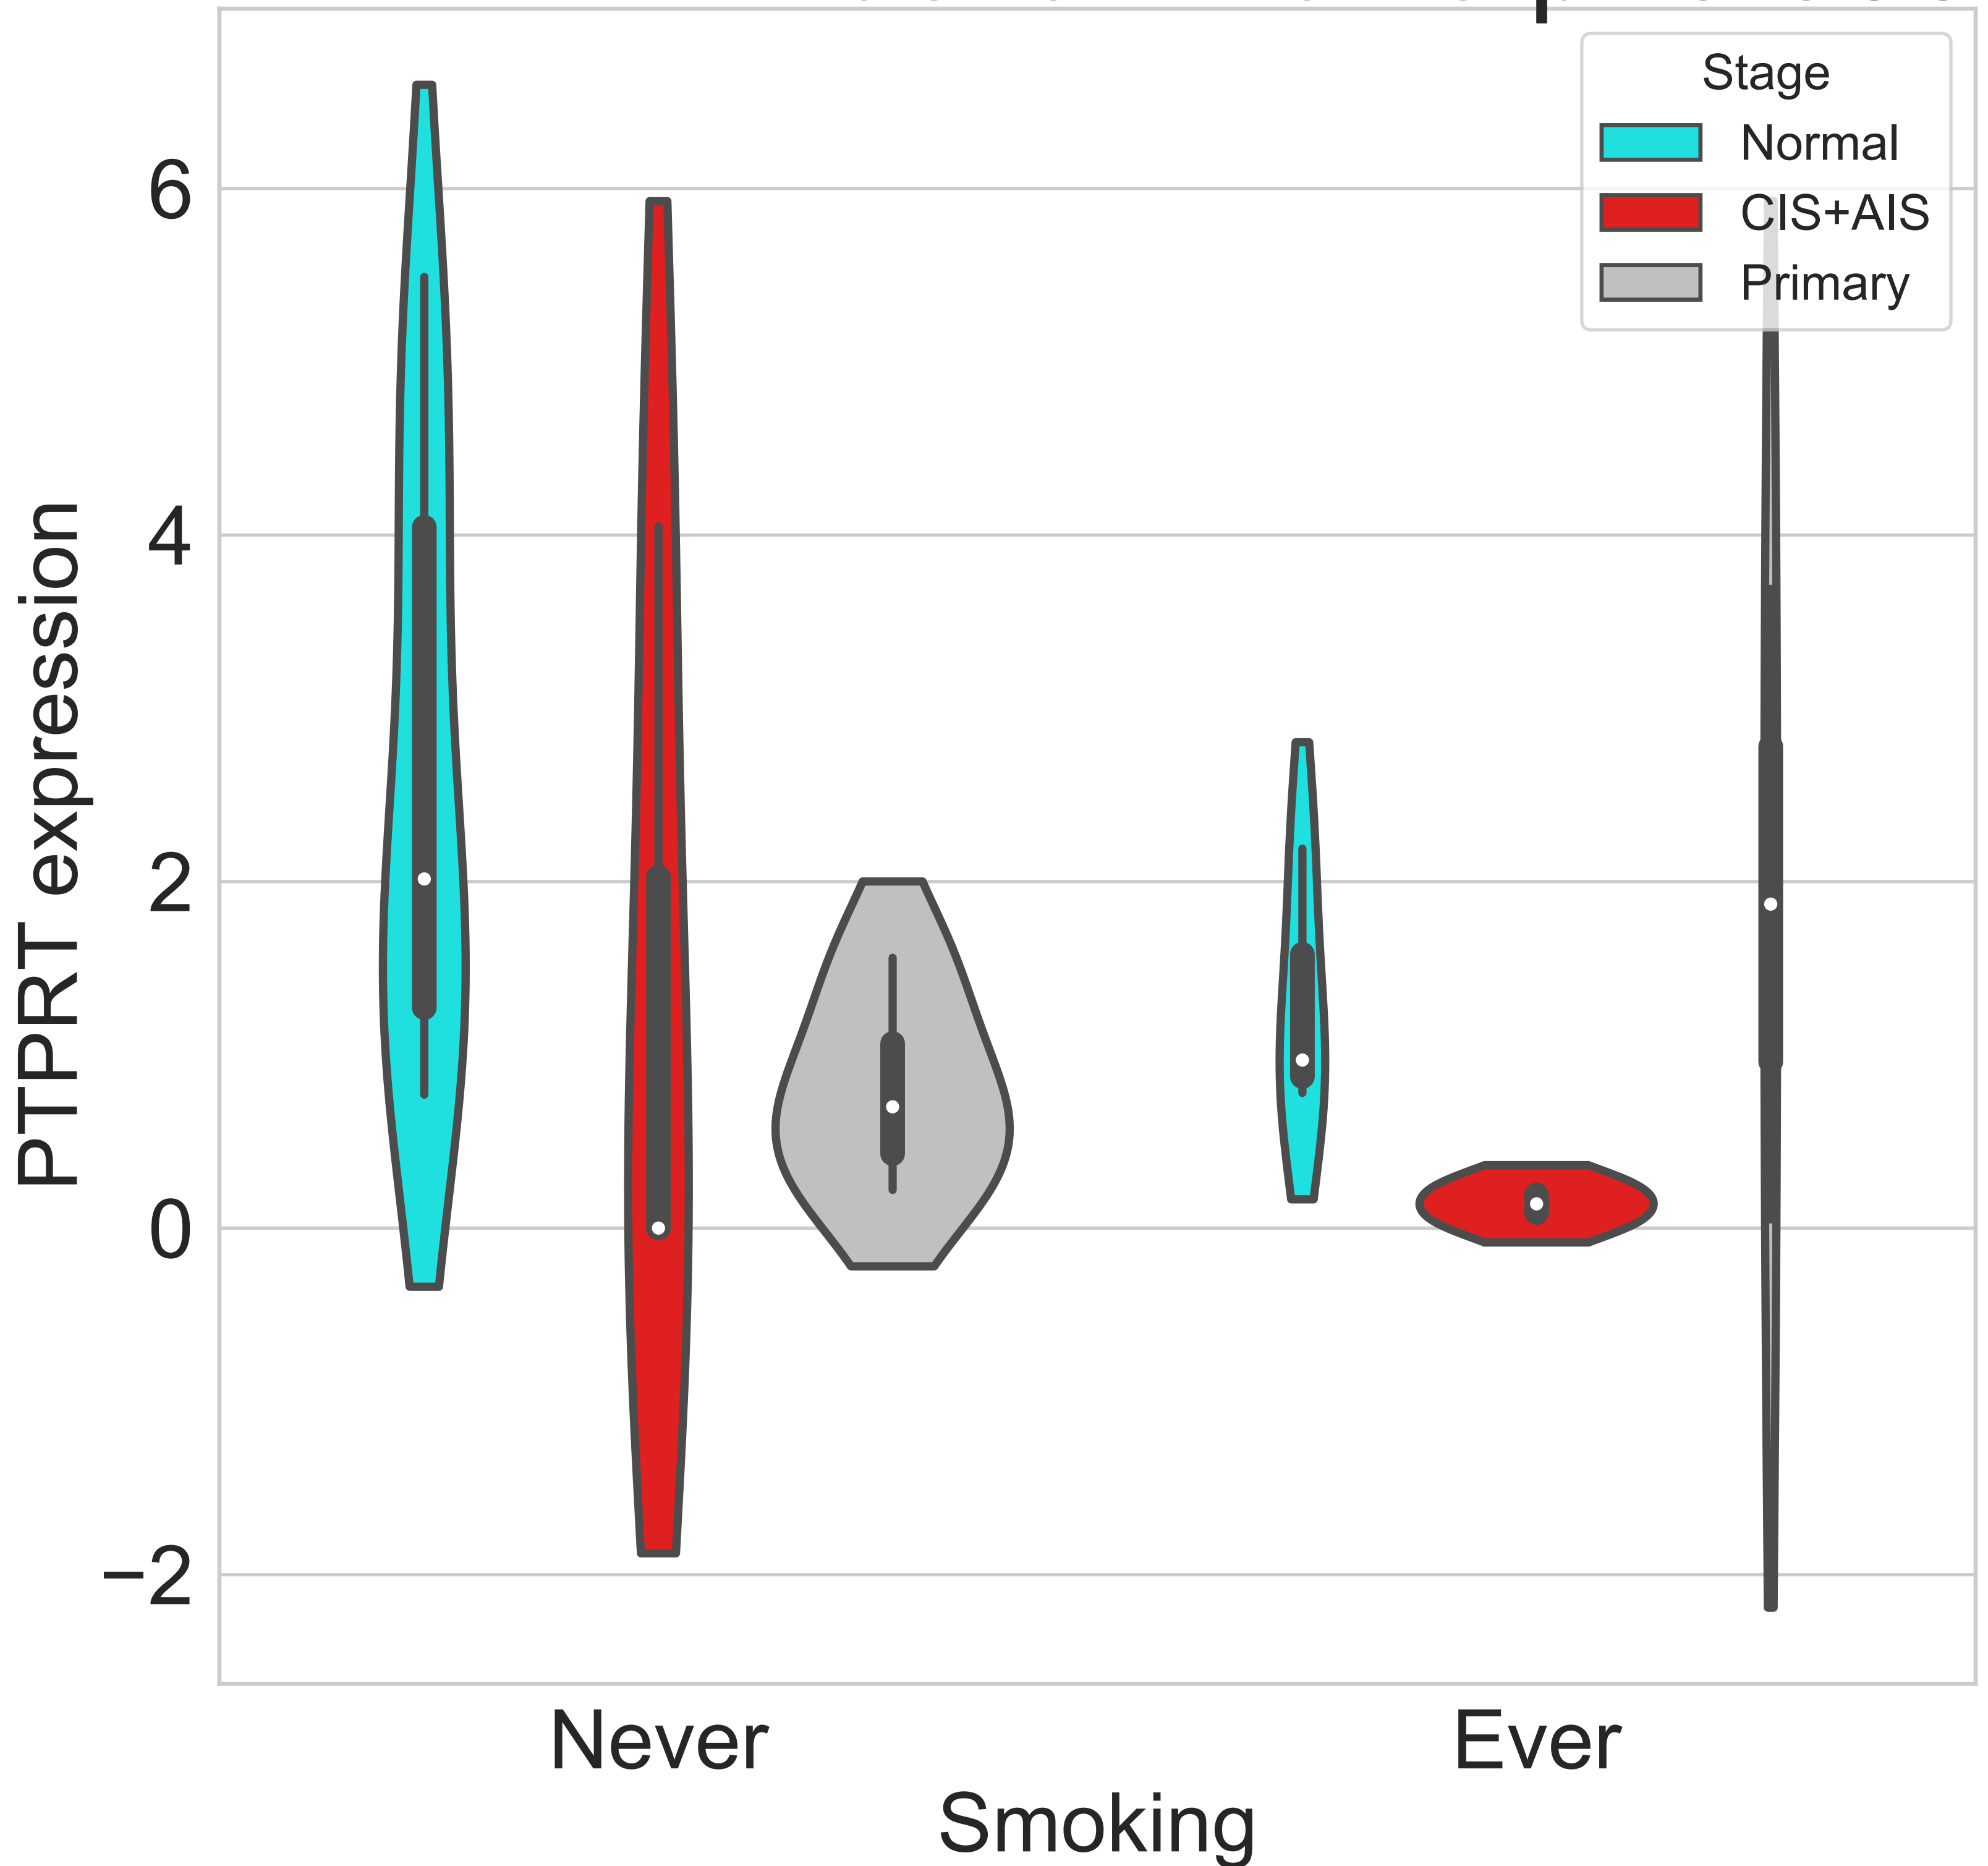 Stage
Normal
CIS+AIS
Primary
6
4
2
0
−2
PTPRT expression
Never Ever
Smoking